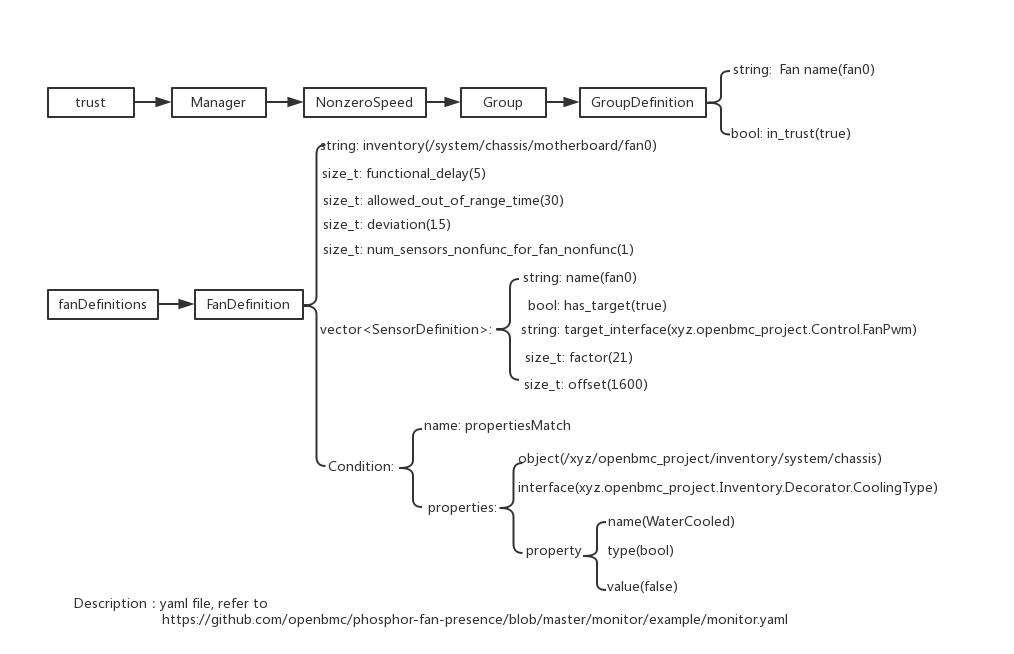 string: Fan name(fan0)
trust
Manager
NonzeroSpeed
Group
GroupDefinition
bool: in_trust(true)
string: inventory(/system/chassis/motherboard/fan0)
size_t: functional_delay(5)
size_t: allowed_out_of_range_time(30)
size_t: deviation(15)
size_t: num_sensors_nonfunc_for_fan_nonfunc(1)
fanDefinitions
FanDefinition
vector<SensorDefinition>:
string: name(fan0)
bool: has_target(true)
string: target_interface(xyz.openbmc_project.Control.FanPwm)
size_t: factor(21)
size_t: offset(1600)
Condition:
name: propertiesMatch
properties:
object(/xyz/openbmc_project/inventory/system/chassis)
interface(xyz.openbmc_project.Inventory.Decorator.CoolingType)
property
name(WaterCooled)
type(bool)
value(false)
Description : yaml file, refer to
https://github.com/openbmc/phosphor-fan-presence/blob/master/monitor/example/monitor.yaml